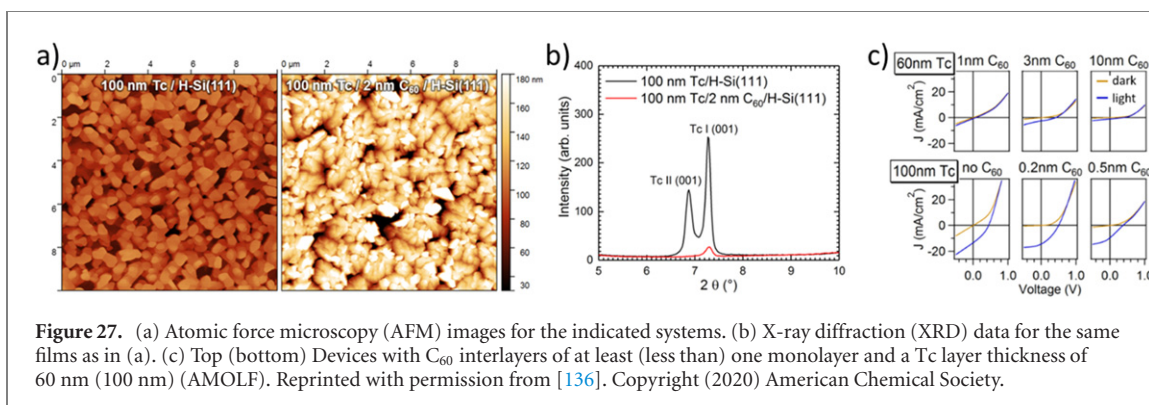 a)
0 µm 2 4 6 8
0 µm 2 4 6 8
100 nm Tc / H-Si(111)
100 nm Tc / 2 nm C60 / H-Si(111)
0
2
4
6
8
180 nm
160
140
120
100
80
60
30
b)
Intensity (arb. units)
400
300
200
100
0
100 nm Tc/H-Si(111)
100 nm Tc/2 nm C60/H-Si(111)
Tc I (001)
Tc II (001)
5 6 7 8 9 10
2 θ (°)
c)
60nm Tc
1nm C60 3nm C60 10nm C60
dark
light
J (mA/cm²)
20
0
-20
100nm Tc
no C60 0.2nm C60 0.5nm C60
J (mA/cm²)
20
0
-20
0.0 1.0 0.0 1.0 0.0 1.0
Voltage (V)
Figure 27. (a) Atomic force microscopy (AFM) images for the indicated systems. (b) X-ray diffraction (XRD) data for the same
films as in (a). (c) Top (bottom) Devices with C60 interlayers of at least (less than) one monolayer and a Tc layer thickness of
60 nm (100 nm) (AMOLF). Reprinted with permission from [136]. Copyright (2020) American Chemical Society.